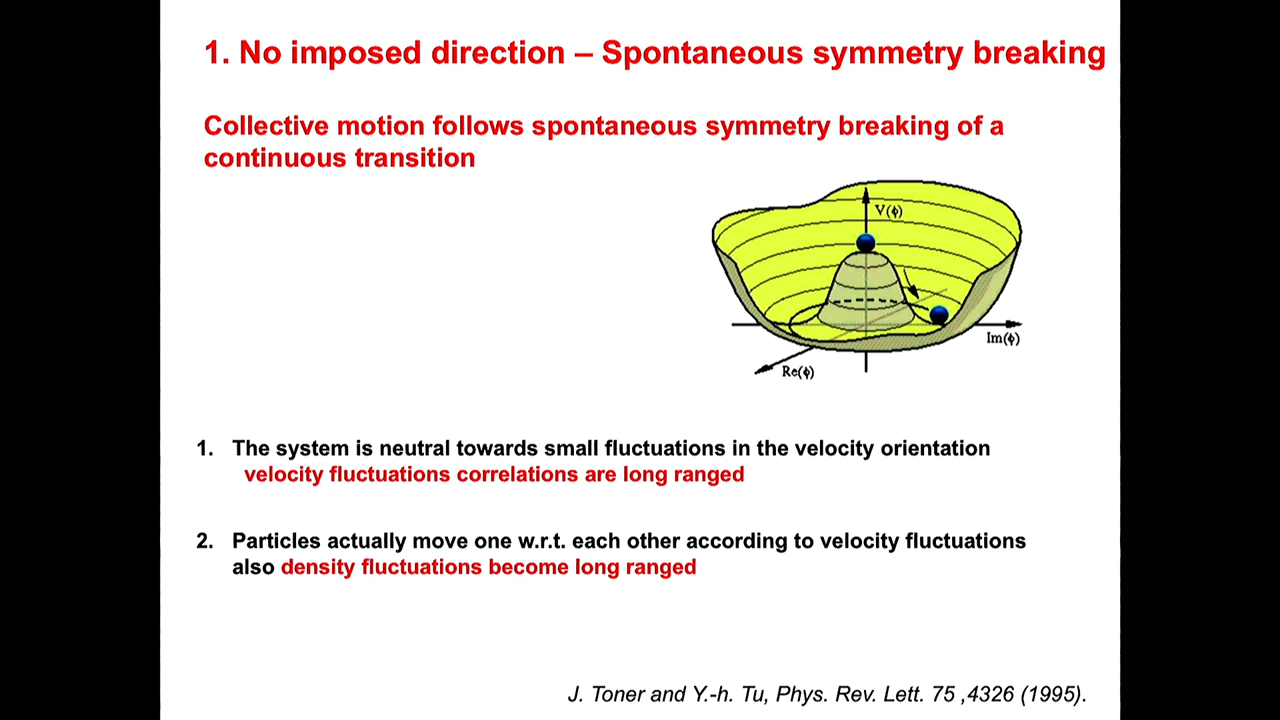 1. No imposed direction – Spontaneous symmetry breaking
Collective motion follows spontaneous symmetry breaking of a
continuous transition
V(ϕ)
Im(ϕ)
Re(ϕ)
1. The system is neutral towards small fluctuations in the velocity orientation
velocity fluctuations correlations are long ranged
2. Particles actually move one w.r.t. each other according to velocity fluctuations
also density fluctuations become long ranged
J. Toner and Y.-h. Tu, Phys. Rev. Lett. 75 ,4326 (1995).